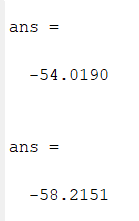 ans =
-54.0190
ans =
-58.2151